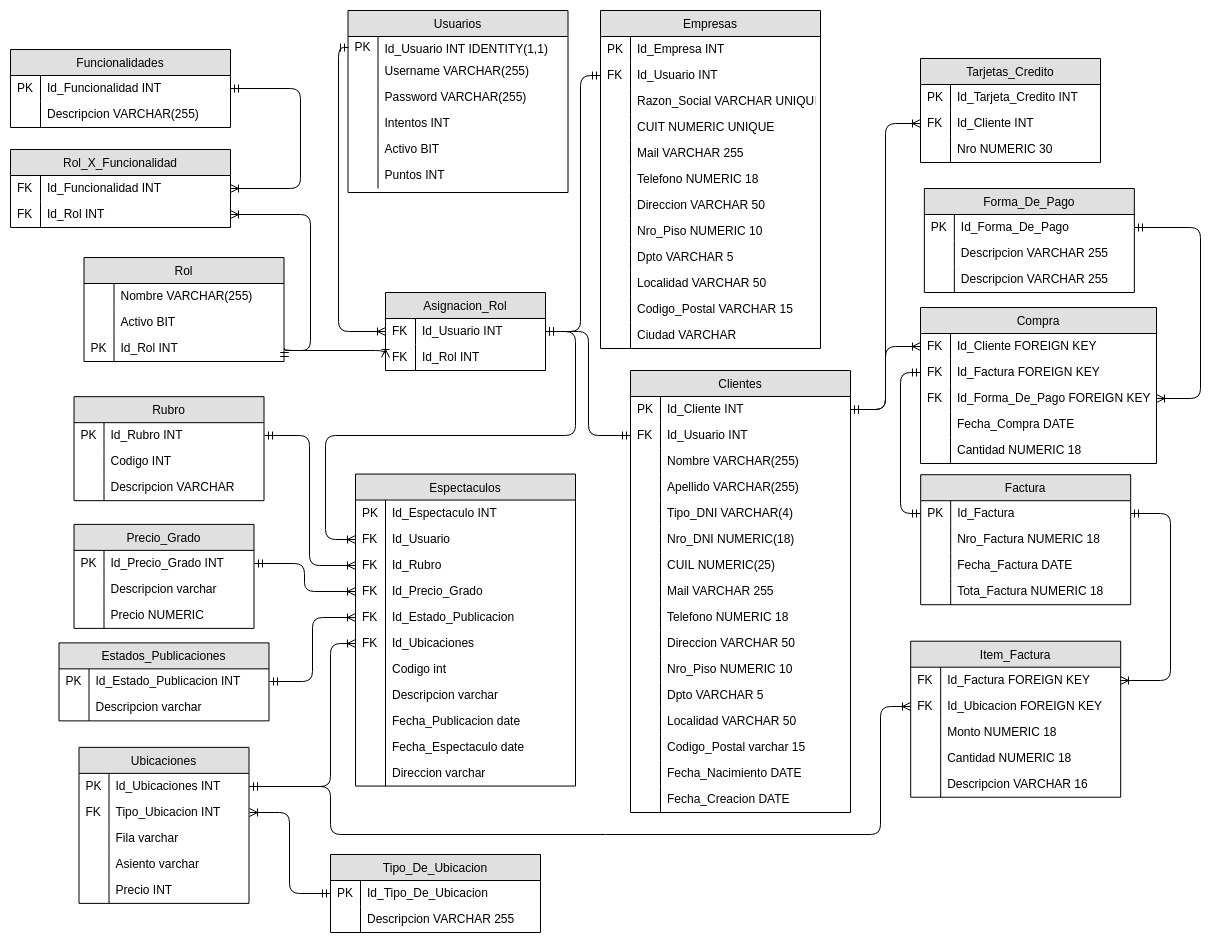 Funcionalidades
PK Id_Funcionalidad INT
Descripcion VARCHAR(255)
Rol_X_Funcionalidad
FK Id_Funcionalidad INT
FK Id_Rol INT
Rol
Nombre VARCHAR(255)
Activo BIT
PK Id_Rol INT
Rubro
PK Id_Rubro INT
Codigo INT
Descripcion VARCHAR
Precio_Grado
PK Id_Precio_Grado INT
Descripcion varchar
Precio NUMERIC
Estados_Publicaciones
PK Id_Estado_Publicacion INT
Descripcion varchar
Ubicaciones
PK Id_Ubicaciones INT
FK Tipo_Ubicacion INT
Fila varchar
Asiento varchar
Precio INT
Usuarios
PK Id_Usuario INT IDENTITY(1,1)
Username VARCHAR(255)
Password VARCHAR(255)
Intentos INT
Activo BIT
Puntos INT
Asignacion_Rol
FK Id_Usuario INT
FK Id_Rol INT
Espectaculos
PK Id_Espectaculo INT
FK Id_Usuario
FK Id_Rubro
FK Id_Precio_Grado
FK Id_Estado_Publicacion
FK Id_Ubicaciones
Codigo int
Descripcion varchar
Fecha_Publicacion date
Fecha_Espectaculo date
Direccion varchar
Tipo_De_Ubicacion
PK Id_Tipo_De_Ubicacion
Descripcion VARCHAR 255
Empresas
PK Id_Empresa INT
FK Id_Usuario INT
Razon_Social VARCHAR UNIQU
CUIT NUMERIC UNIQUE
Mail VARCHAR 255
Telefono NUMERIC 18
Direccion VARCHAR 50
Nro_Piso NUMERIC 10
Dpto VARCHAR 5
Localidad VARCHAR 50
Codigo_Postal VARCHAR 15
Ciudad VARCHAR
Clientes
PK Id_Cliente INT
FK Id_Usuario INT
Nombre VARCHAR(255)
Apellido VARCHAR(255)
Tipo_DNI VARCHAR(4)
Nro_DNI NUMERIC(18)
CUIL NUMERIC(25)
Mail VARCHAR 255
Telefono NUMERIC 18
Direccion VARCHAR 50
Nro_Piso NUMERIC 10
Dpto VARCHAR 5
Localidad VARCHAR 50
Codigo_Postal varchar 15
Fecha_Nacimiento DATE
Fecha_Creacion DATE
Tarjetas_Credito
PK Id_Tarjeta_Credito INT
FK Id_Cliente INT
Nro NUMERIC 30
Forma_De_Pago
PK Id_Forma_De_Pago
Descripcion VARCHAR 255
Descripcion VARCHAR 255
Compra
FK Id_Cliente FOREIGN KEY
FK Id_Factura FOREIGN KEY
FK Id_Forma_De_Pago FOREIGN KEY
Fecha_Compra DATE
Cantidad NUMERIC 18
Factura
PK Id_Factura
Nro_Factura NUMERIC 18
Fecha_Factura DATE
Tota_Factura NUMERIC 18
Item_Factura
FK Id_Factura FOREIGN KEY
FK Id_Ubicacion FOREIGN KEY
Monto NUMERIC 18
Cantidad NUMERIC 18
Descripcion VARCHAR 16